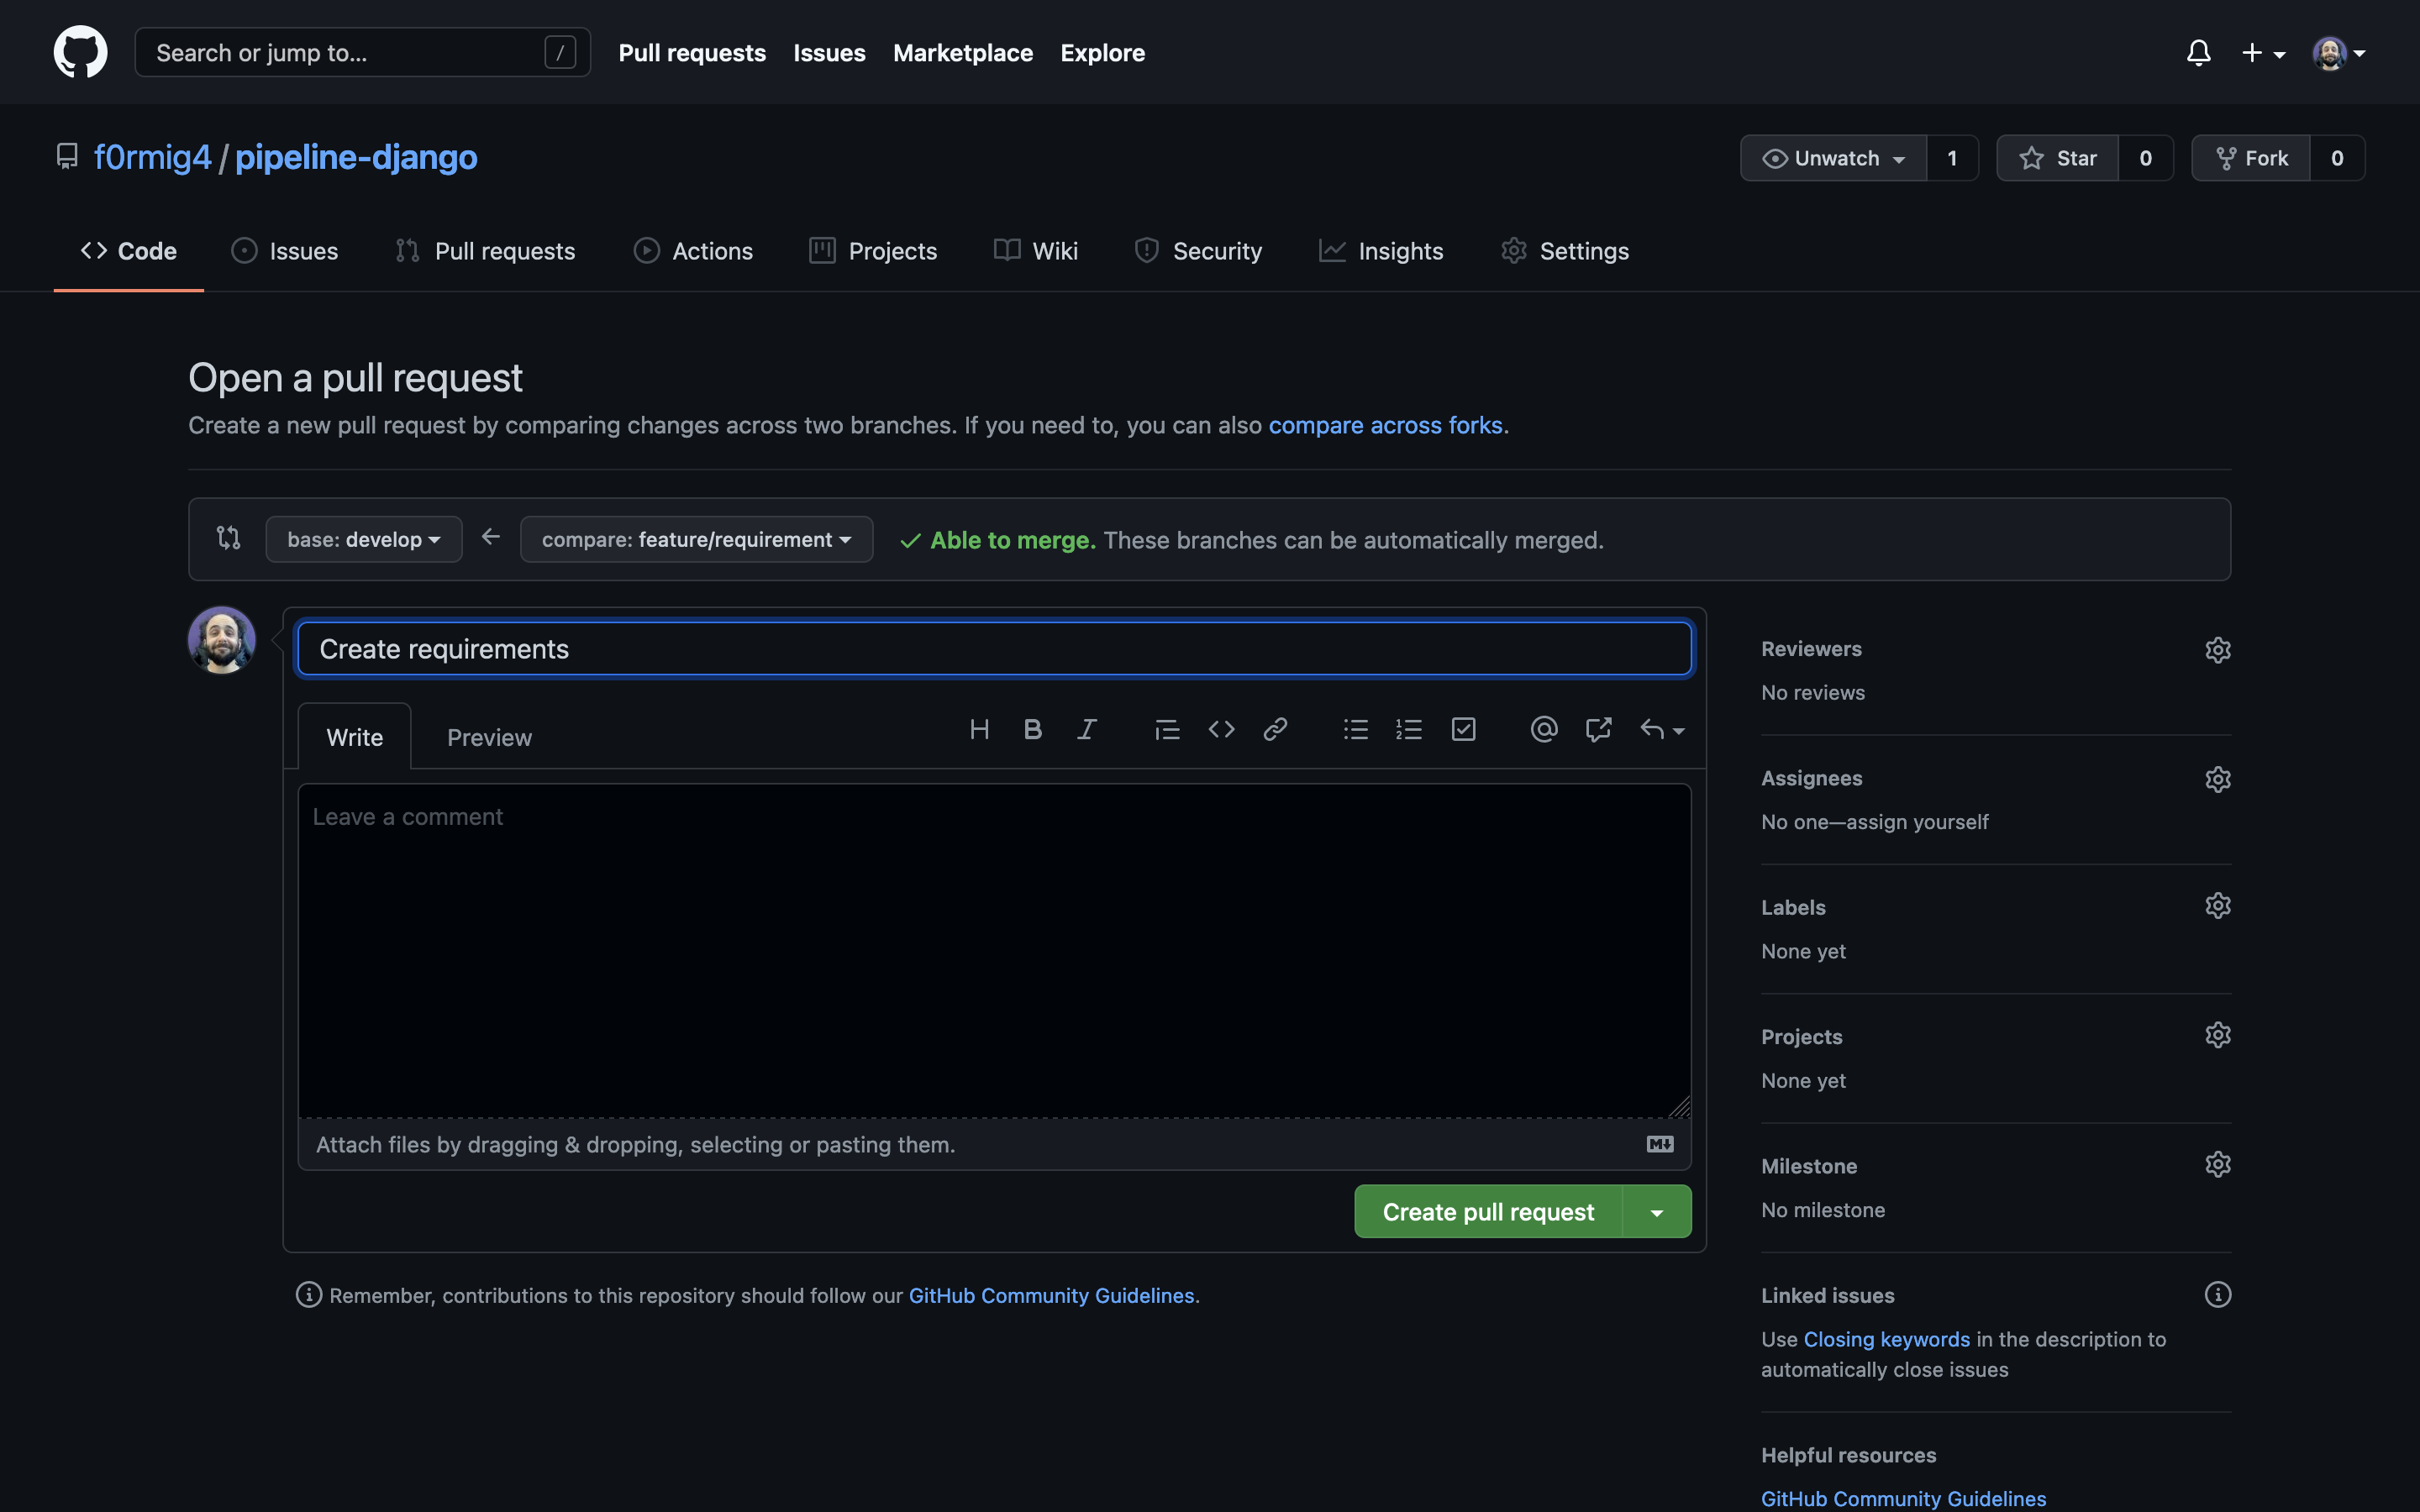 Search or jump to... /
Pull requests Issues Marketplace Explore
f0rmig4 / pipeline-django
Unwatch 1 Star 0 Fork 0
Code Issues Pull requests Actions Projects Wiki Security Insights Settings
Open a pull request
Create a new pull request by comparing changes across two branches. If you need to, you can also compare across forks.
base: develop compare: feature/requirement Able to merge. These branches can be automatically merged.
Create requirements
Write Preview
Leave a comment
Attach files by dragging & dropping, selecting or pasting them.
Create pull request
Remember, contributions to this repository should follow our GitHub Community Guidelines.
Reviewers
No reviews
Assignees
No one—assign yourself
Labels
None yet
Projects
None yet
Milestone
No milestone
Linked issues
Use Closing keywords in the description to
automatically close issues
Helpful resources
GitHub Community Guidelines